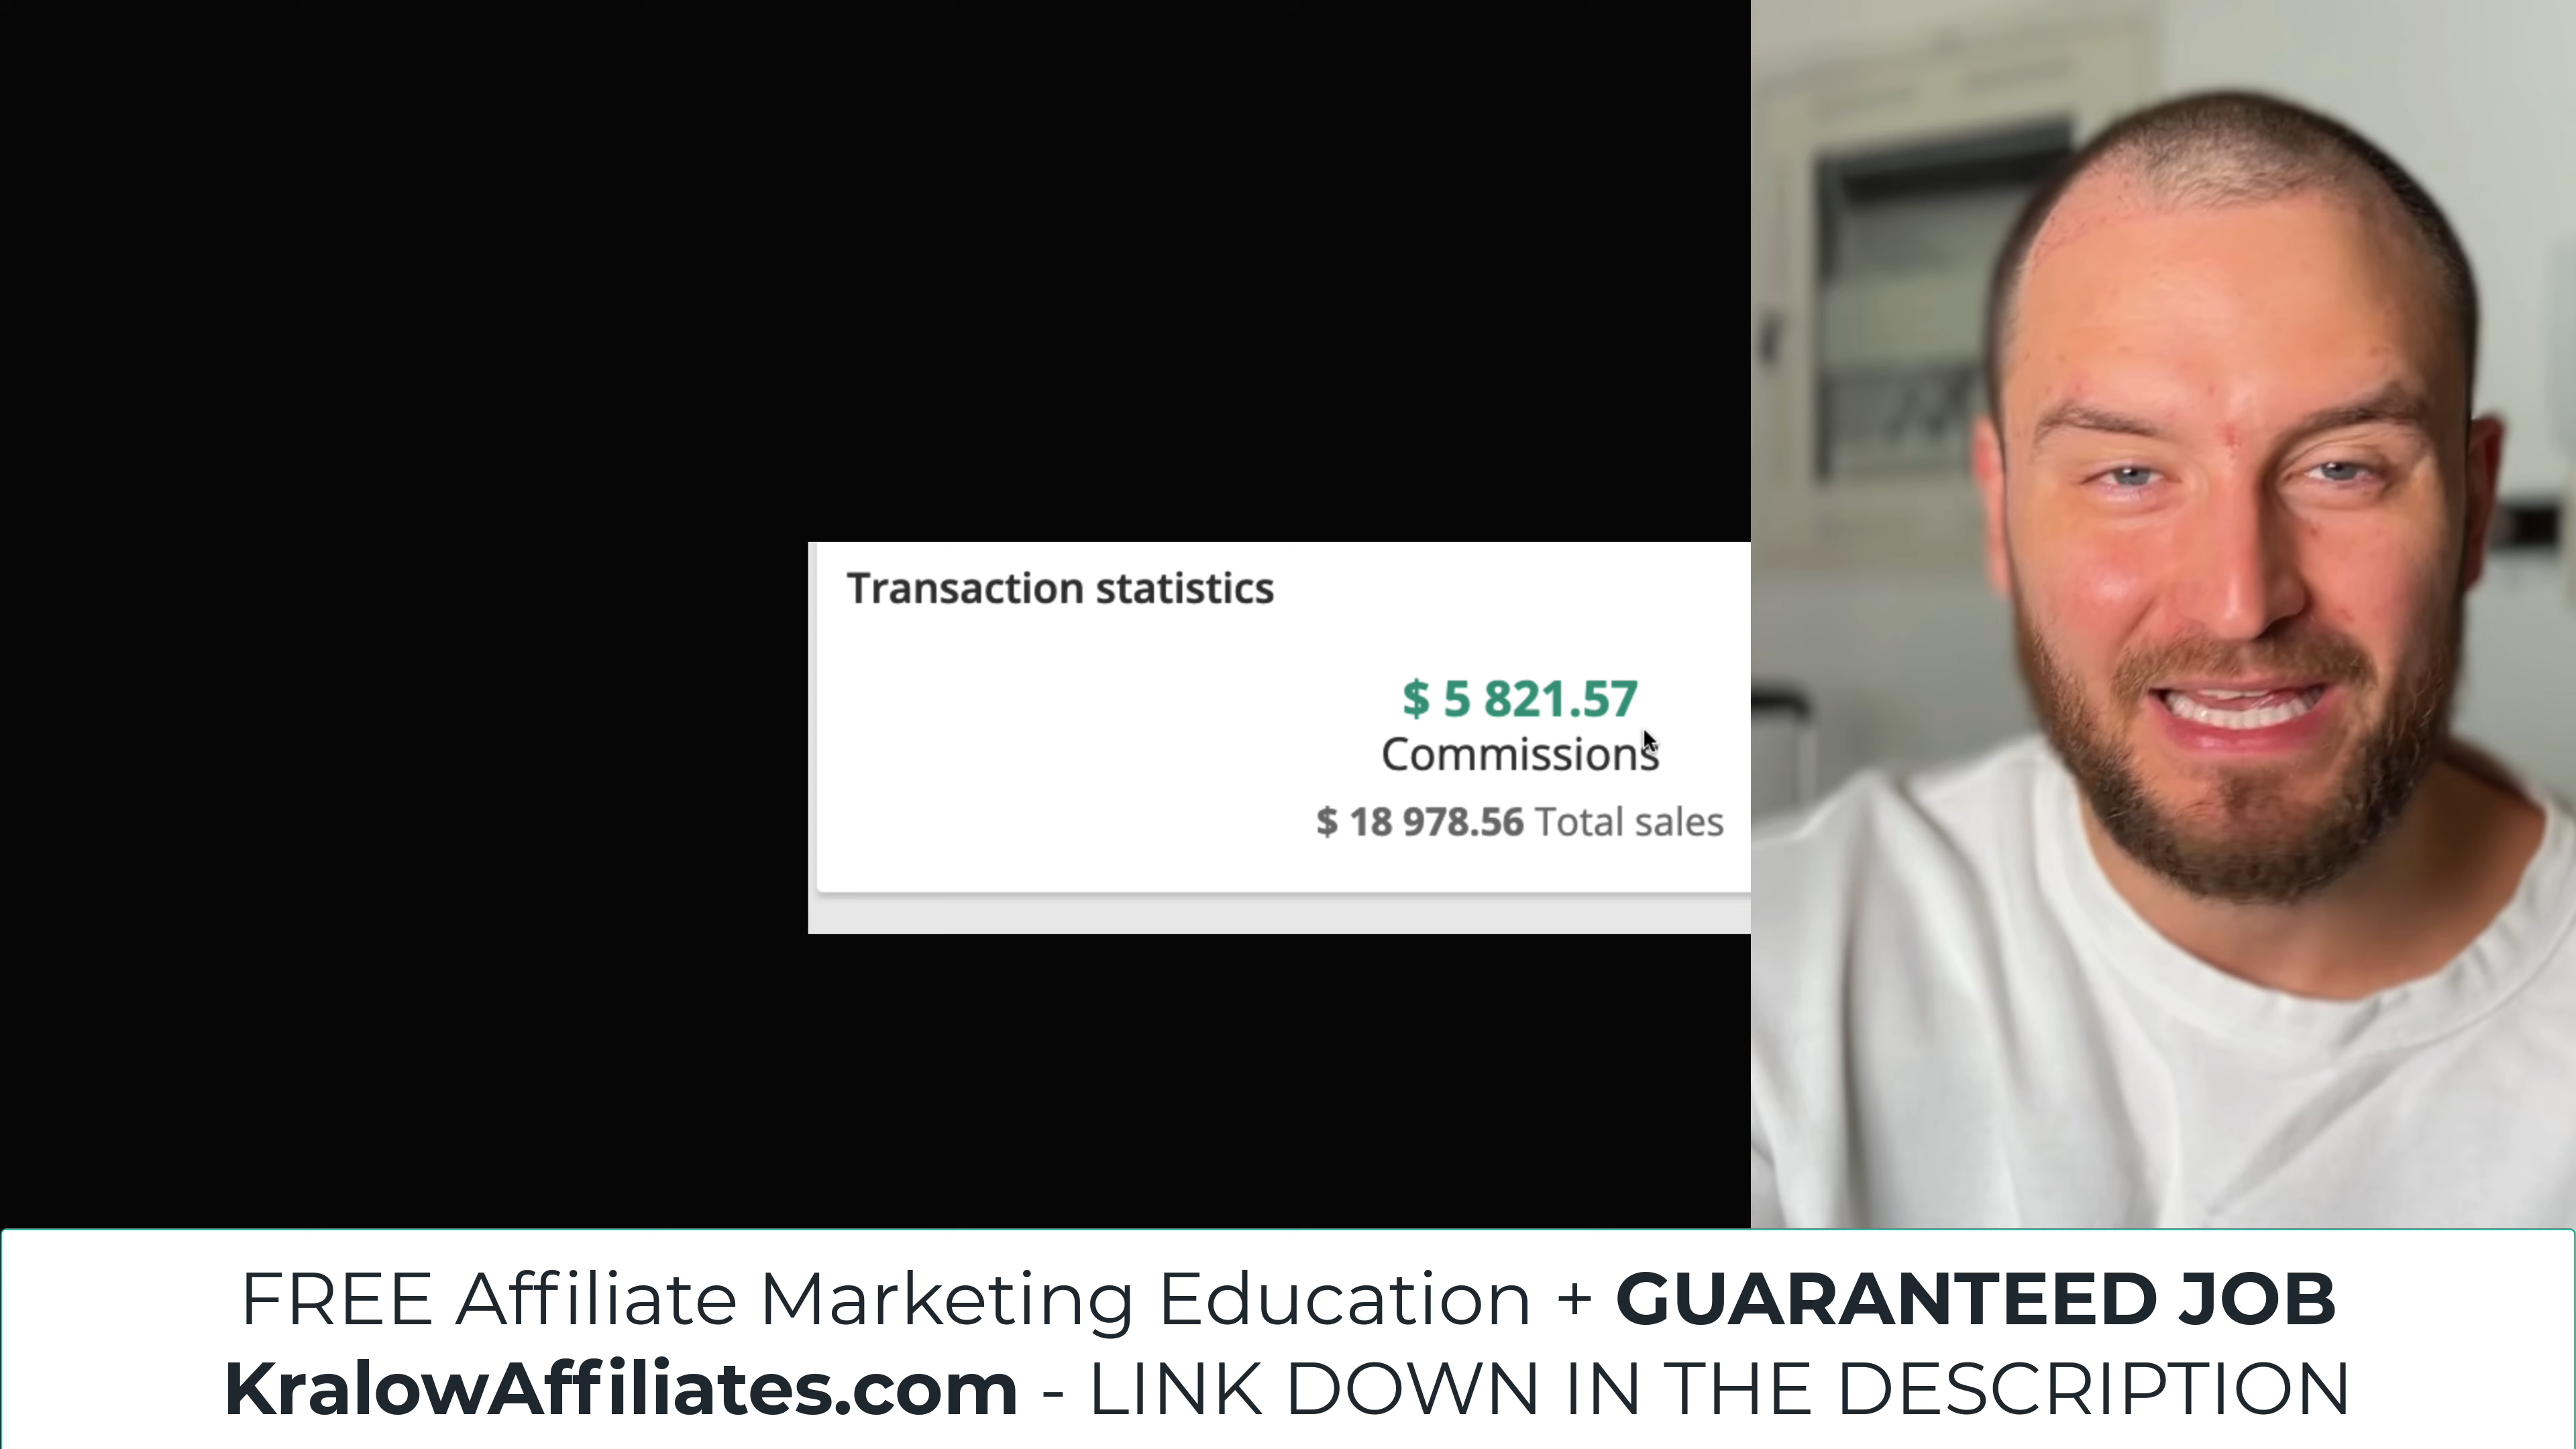 Transaction statistics
$ 5 821.57
Commissions
$ 18 978.56 Total sales
FREE Affiliate Marketing Education + GUARANTEED JOB
KralowAffiliates.com - LINK DOWN IN THE DESCRIPTION